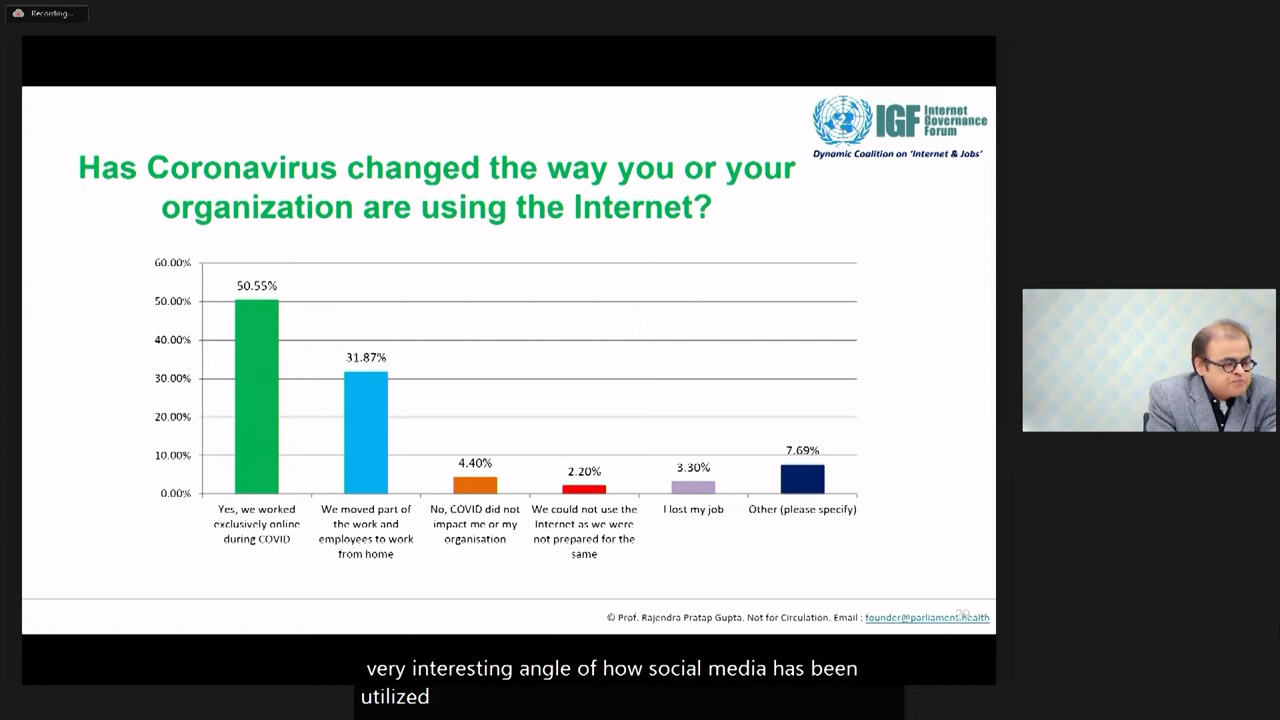 Recording...
IGF Internet
Governance
Forum
Dynamic Coalition on 'Internet & Jobs'
Has Coronavirus changed the way you or your
organization are using the Internet?
60.00%
50.00%
40.00%
30.00%
20.00%
10.00%
0.00%
50.55%
31.87%
4.40%
2.20%
3.30%
7.69%
Yes, we worked
exclusively online
during COVID
We moved part of
the work and
employees to work
from home
No, COVID did not
impact me or my
organisation
We could not use the
Internet as we were
not prepared for the
same
I lost my job
Other (please specify)
© Prof. Rajendra Pratap Gupta. Not for Circulation. Email : founder@parliament.health
very interesting angle of how social media has been
utilized